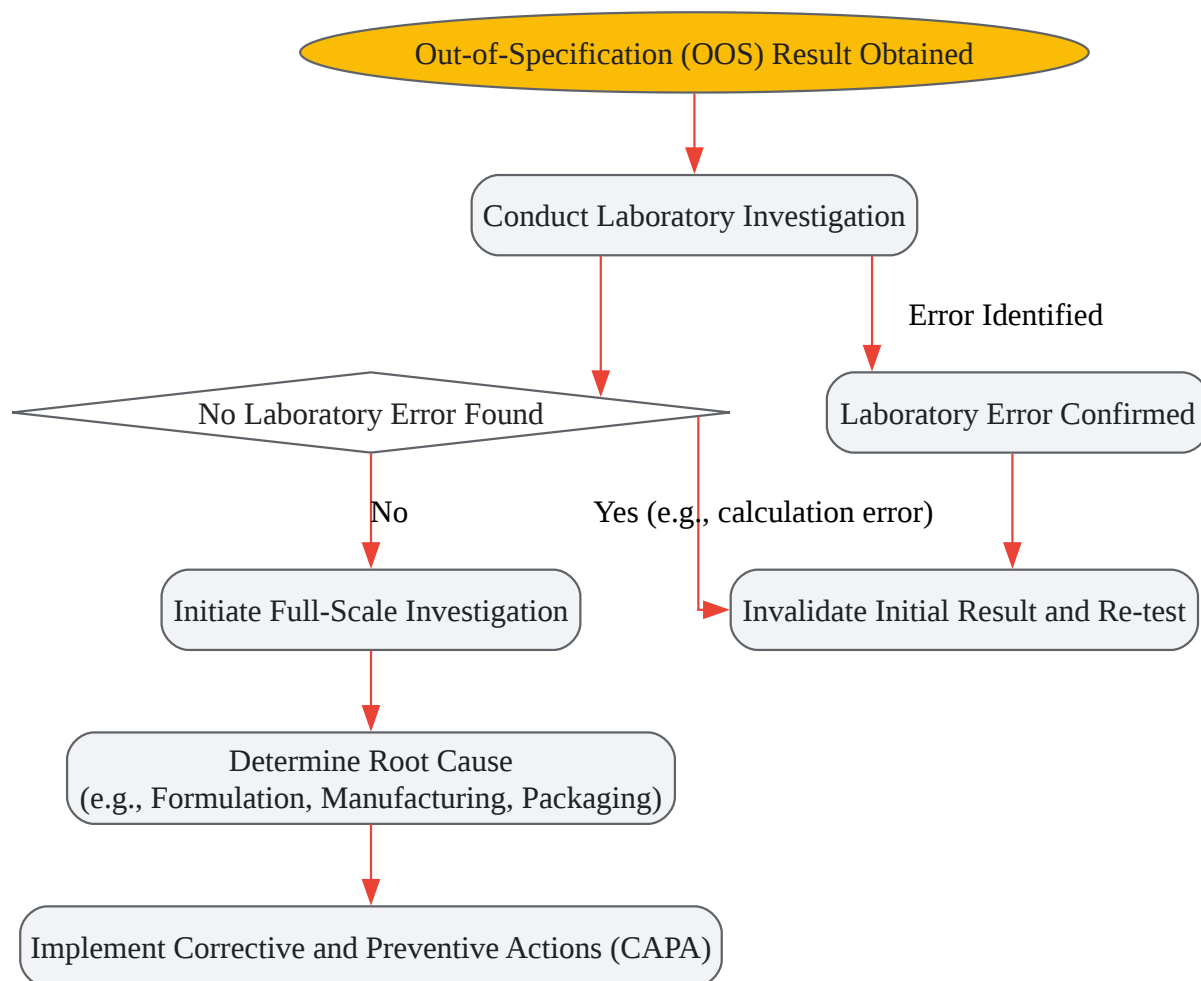 Out-of-Specification (OOS) Result Obtained
Conduct Laboratory Investigation
Error Identified
No Laboratory Error Found
Laboratory Error Confirmed
No
Yes (e.g., calculation error)
Initiate Full-Scale Investigation
Invalidate Initial Result and Re-test
Determine Root Cause
(e.g., Formulation, Manufacturing, Packaging)
Implement Corrective and Preventive Actions (CAPA)